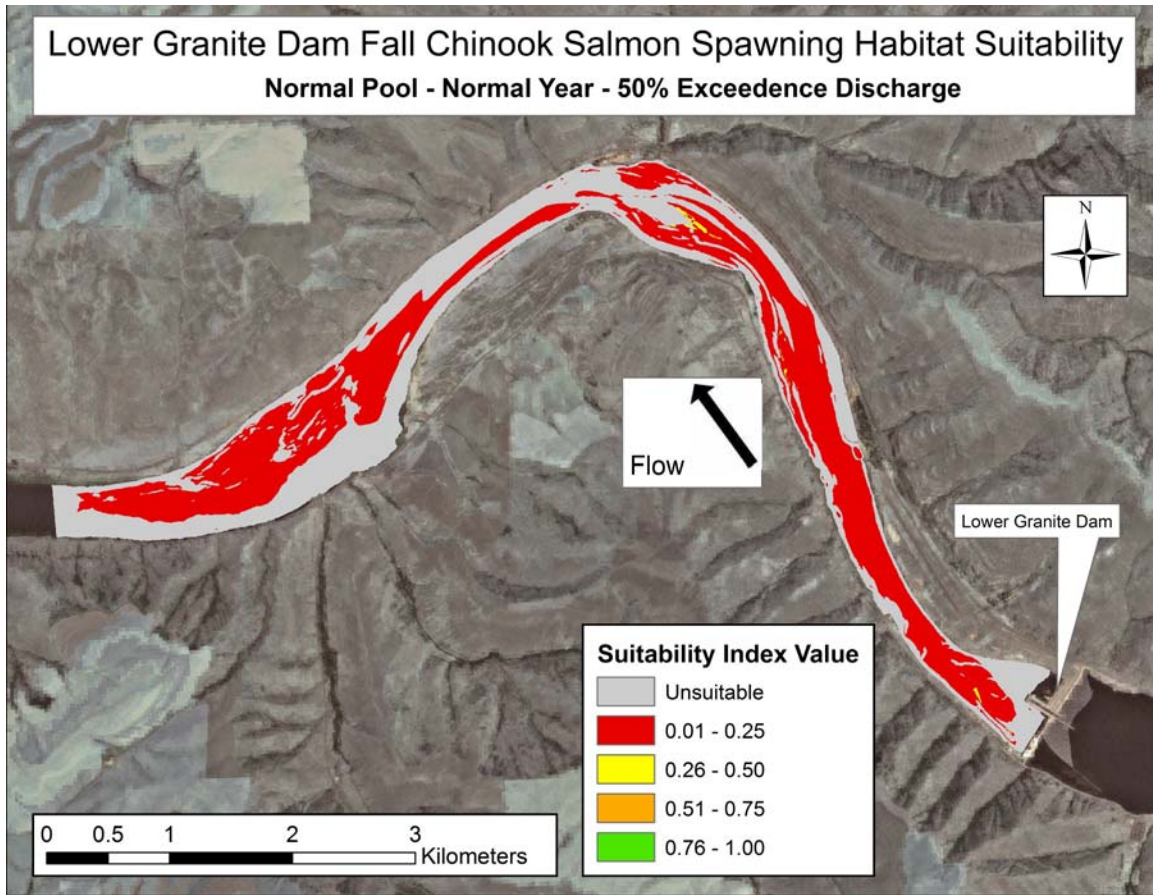 Lower Granite Dam Fall Chinook Salmon Spawning Habitat Suitability
Normal Pool - Normal Year - 50% Exceedence Discharge
N
Flow
Lower Granite Dam
Suitability Index Value
Unsuitable
0.01 - 0.25
0.26 - 0.50
0.51 - 0.75
0.76 - 1.00
0 0.5 1 2 3
Kilometers